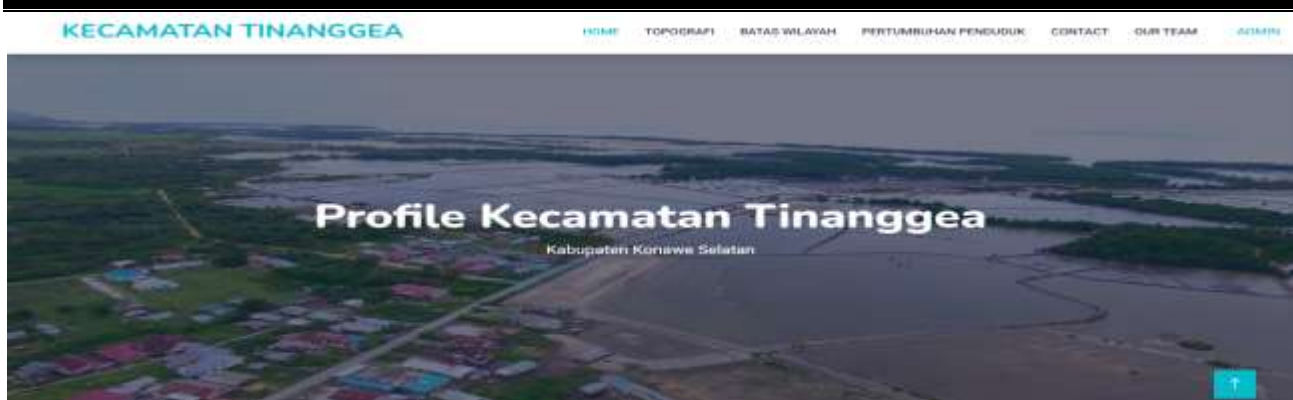 KECAMATAN TINANGGEA
HOME TOPOGRAFI BATAS WILAYAH PERTUMBUHAN PENDUDUK CONTACT OUR TEAM ADMIN
Profile Kecamatan Tinanggea
Kabupaten Konawe Selatan